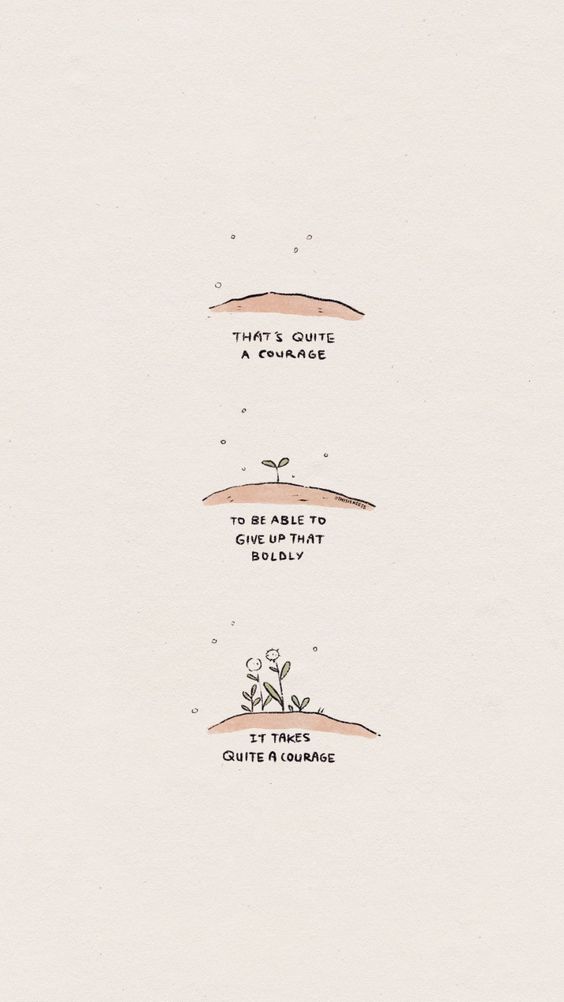 THAT'S QUITE
A COURAGE
TO BE ABLE TO
GIVE UP THAT
BOLDLY
IT TAKES
QUITE A COURAGE